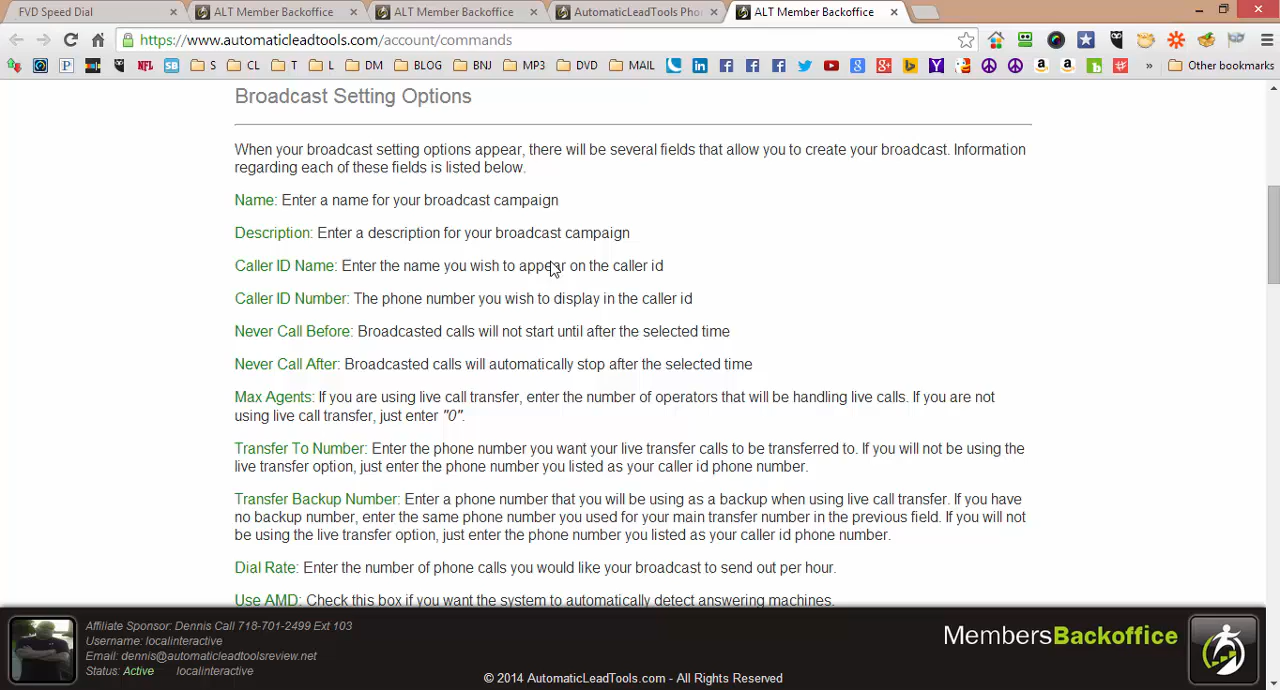 FVD Speed Dial
ALT Member Backoffice
ALT Member Backoffice
AutomaticLeadTools Pho
ALT Member Backoffice
https://www.automaticleadtools.com/account/commands
NFL
SB
S
CL
T
L
DM
BLOG
BNJ
MP3
DVD
MAIL
Other bookmarks
Broadcast Setting Options
When your broadcast setting options appear, there will be several fields that allow you to create your broadcast. Information
regarding each of these fields is listed below.
Name: Enter a name for your broadcast campaign
Description: Enter a description for your broadcast campaign
Caller ID Name: Enter the name you wish to appear on the caller id
Caller ID Number: The phone number you wish to display in the caller id
Never Call Before: Broadcasted calls will not start until after the selected time
Never Call After: Broadcasted calls will automatically stop after the selected time
Max Agents: If you are using live call transfer, enter the number of operators that will be handling live calls. If you are not
using live call transfer, just enter "0".
Transfer To Number: Enter the phone number you want your live transfer calls to be transferred to. If you will not be using the
live transfer option, just enter the phone number you listed as your caller id phone number.
Transfer Backup Number: Enter a phone number that you will be using as a backup when using live call transfer. If you have
no backup number, enter the same phone number you used for your main transfer number in the previous field. If you will not
be using the live transfer option, just enter the phone number you listed as your caller id phone number.
Dial Rate: Enter the number of phone calls you would like your broadcast to send out per hour.
Use AMD: Check this box if you want the system to automatically detect answering machines.
Affiliate Sponsor: Dennis Call 718-701-2499 Ext 103
Username: localinteractive
Email: dennis@automaticleadtoolsreview.net
Status: Active localinteractive
MembersBackoffice
© 2014 AutomaticLeadTools.com - All Rights Reserved